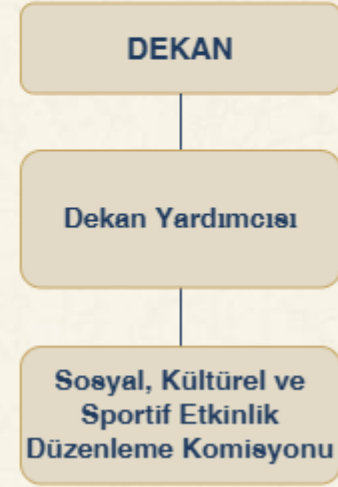 DEKAN
Dekan Yardımcısı
Sosyal, Kültürel ve
Sportif Etkinlik
Düzenleme Komisyonu